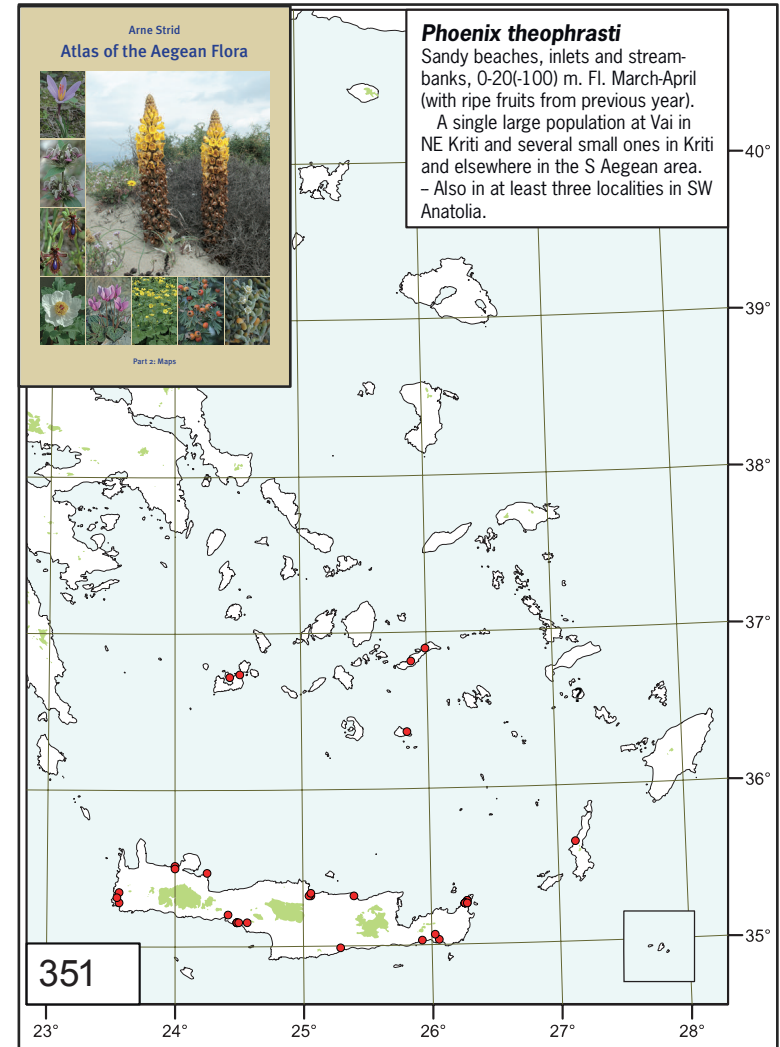 Arne Strid
Atlas of the Aegean Flora
Part 2: Maps
Phoenix theophrasti
Sandy beaches, inlets and stream-
banks, 0-20(-100) m. Fl. March-April
(with ripe fruits from previous year).
A single large population at Vai in
NE Kriti and several small ones in Kriti
and elsewhere in the S Aegean area.
– Also in at least three localities in SW
Anatolia.
40°
39°
38°
37°
?
36°
35°
351
23° 24° 25° 26° 27° 28°